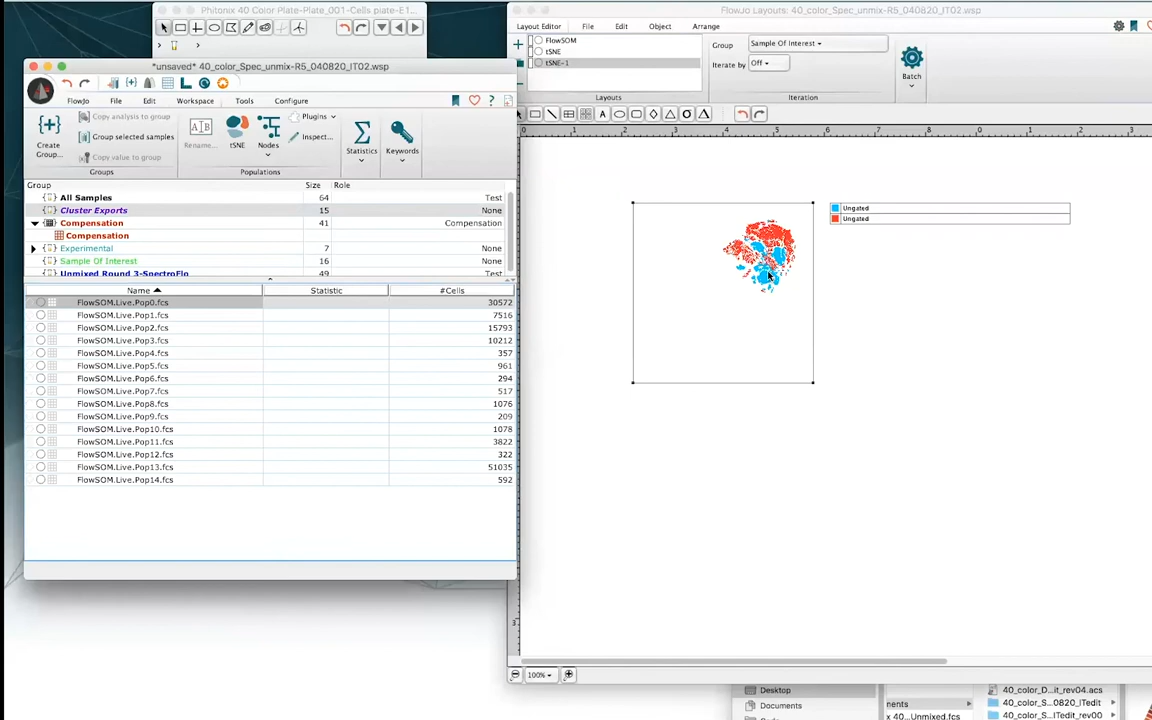 Phitonix 40 Color Plate-Plate_001-Cells plate-E1...
FlowJo Layouts: 40_color_Spec_unmix-R5_040820_IT02.wsp
Layout Editor File Edit Object Arrange
FlowSOM
tSNE
tSNE-1
Layouts
Group Sample Of Interest
Iterate by Off
Iteration
Batch
*unsaved* 40_color_Spec_unmix-R5_040820_IT02.wsp
FlowJo File Edit Workspace Tools Configure
Create
Group...
Copy analysis to group
Group selected samples
Copy value to group
Groups
A|B
Rename...
tSNE
Nodes
Plugins
Inspect...
Populations
Statistics
Keywords
Group Size Role
All Samples 64 Test
Cluster Exports 15 None
Compensation 41 Compensation
Compensation
Experimental 7 None
Sample Of Interest 16 None
Unmixed Round 3-SpectroFlo 49 Test
Name Statistic #Cells
FlowSOM.Live.Pop0.fcs 30572
FlowSOM.Live.Pop1.fcs 7516
FlowSOM.Live.Pop2.fcs 15793
FlowSOM.Live.Pop3.fcs 10212
FlowSOM.Live.Pop4.fcs 357
FlowSOM.Live.Pop5.fcs 961
FlowSOM.Live.Pop6.fcs 294
FlowSOM.Live.Pop7.fcs 517
FlowSOM.Live.Pop8.fcs 1076
FlowSOM.Live.Pop9.fcs 209
FlowSOM.Live.Pop10.fcs 1078
FlowSOM.Live.Pop11.fcs 3822
FlowSOM.Live.Pop12.fcs 322
FlowSOM.Live.Pop13.fcs 51035
FlowSOM.Live.Pop14.fcs 592
Ungated
Ungated
100%
Desktop
Documents
nents
x 40...Unmixed.fcs
40_color_D...it_rev04.acs
40_color_S...0820_ITedit
40_color_S...ITedit_rev00